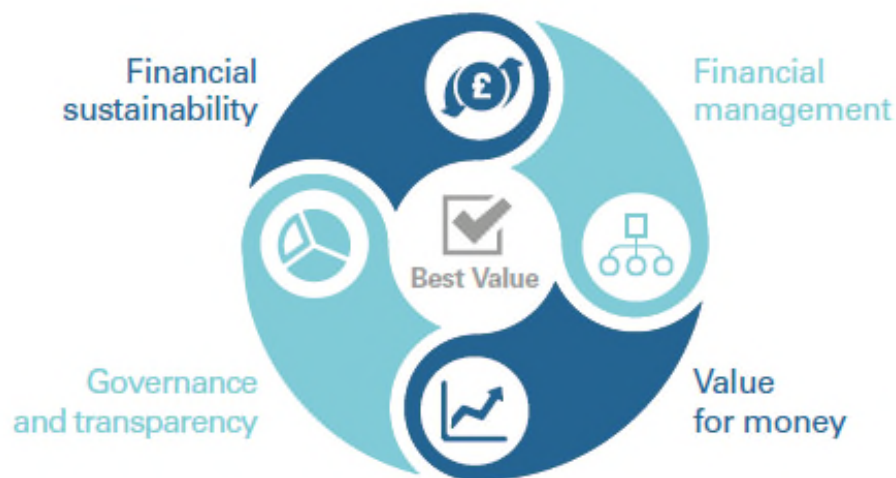 Financial
sustainability
Financial
management
£
Best Value
Governance
and transparency
Value
for money